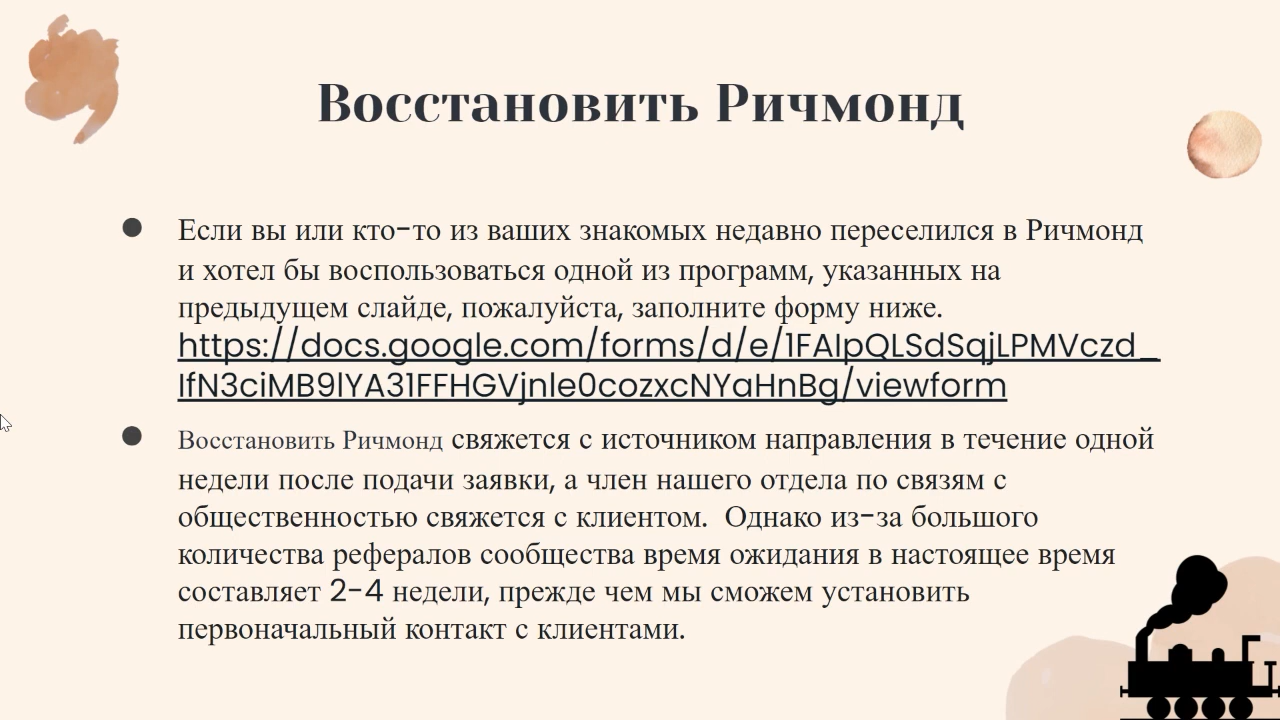 Восстановить Ричмонд
● Если вы или кто-то из ваших знакомых недавно переселился в Ричмонд
и хотел бы воспользоваться одной из программ, указанных на
предыдущем слайде, пожалуйста, заполните форму ниже.
https://docs.google.com/forms/d/e/1FAIpQLSdSqjLPMVczd_
IfN3ciMB9lYA31FFHGVjnle0cozxcNYaHnBg/viewform
● Восстановить Ричмонд свяжется с источником направления в течение одной
недели после подачи заявки, а член нашего отдела по связям с
общественностью свяжется с клиентом.  Однако из-за большого
количества рефералов сообщества время ожидания в настоящее время
составляет 2-4 недели, прежде чем мы сможем установить
первоначальный контакт с клиентами.